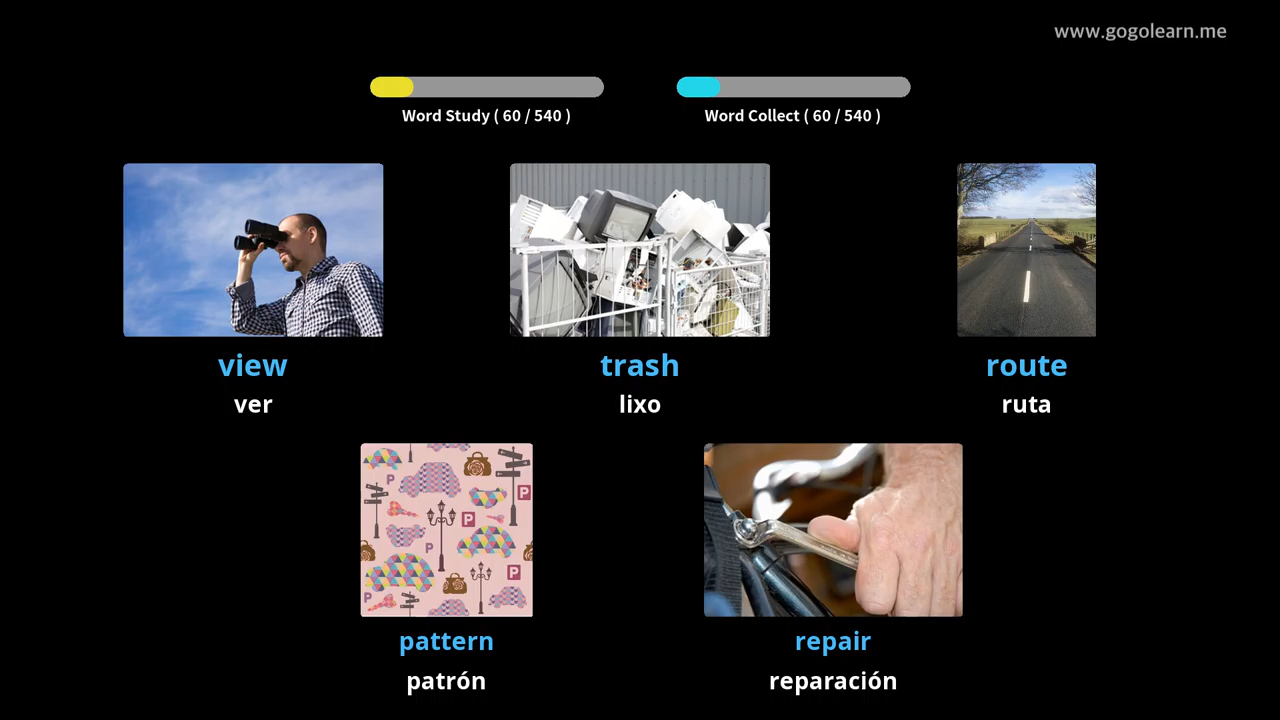 www.gogolearn.me
Word Study ( 60 / 540 )
Word Collect ( 60 / 540 )
view
trash
route
ver
lixo
ruta
P
P
P
P
P
P
pattern
repair
patrón
reparación